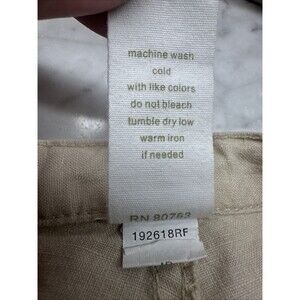 machine wash
cold
with like colors
do not bleach
tumble dry low
warm iron
if needed
RN 80763
192618RF